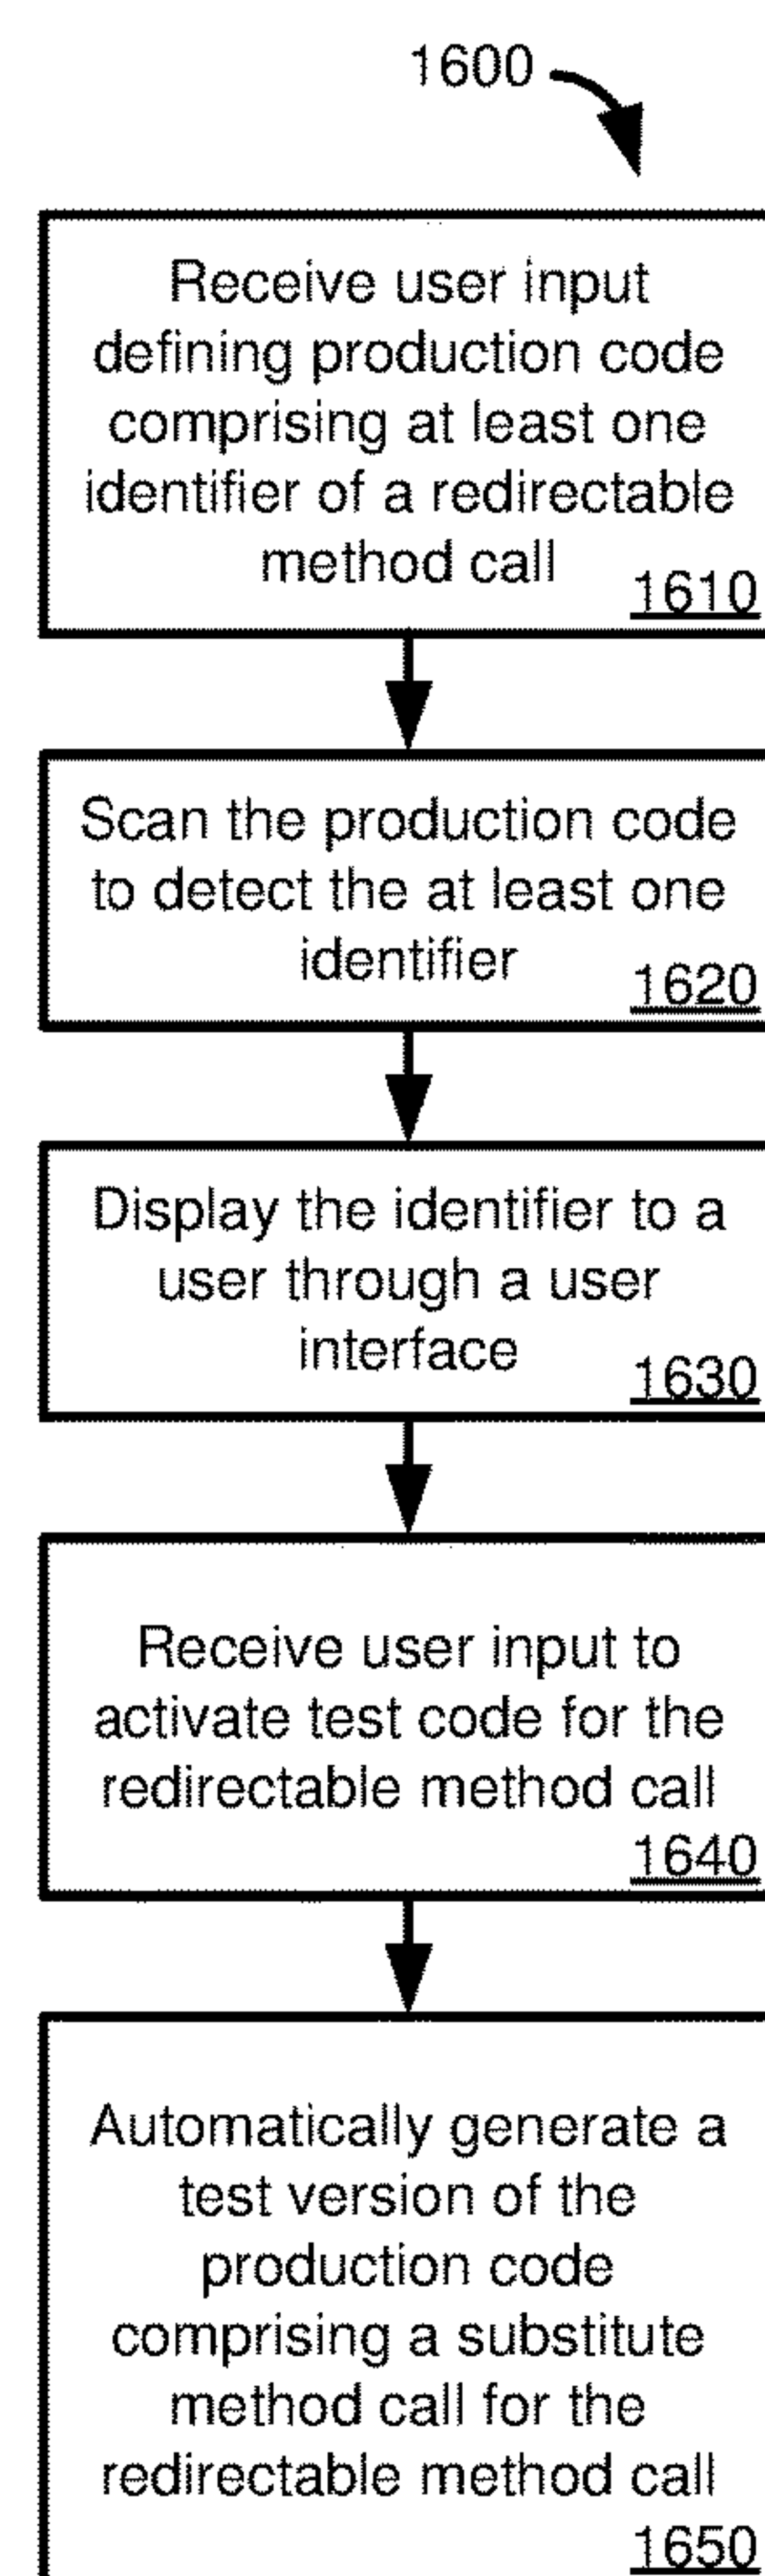 1600
Receive user input
defining production code
comprising at least one
identifier of a redirectable
method call
1610
Scan the production code
to detect the at least one
identifier
1620
Display the identifier to a
user through a user
interface
1630
Receive user input to
activate test code for the
redirectable method call
1640
Automatically generate a
test version of the
production code
comprising a substitute
method call for the
redirectable method call
1650